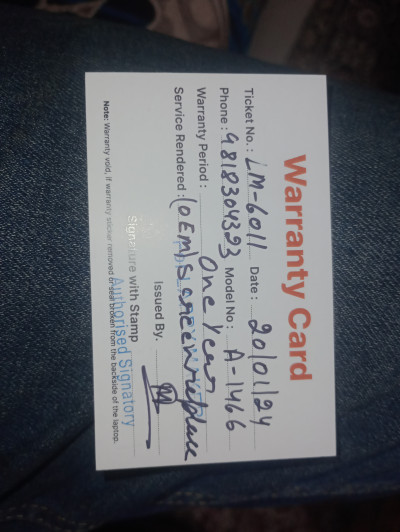 Warranty Card
Ticket No.: LM-6011 Date: 20/01/24
Phone: 9818304393 Model No: A-1466
Warranty Period: One Year
Service Rendered: (OEM) Screen replace
Issued By.
Signature with Stamp
Authorised Signatory
Note: Warranty void, if warranty sticker removed or seal broken from the backside of the laptop.